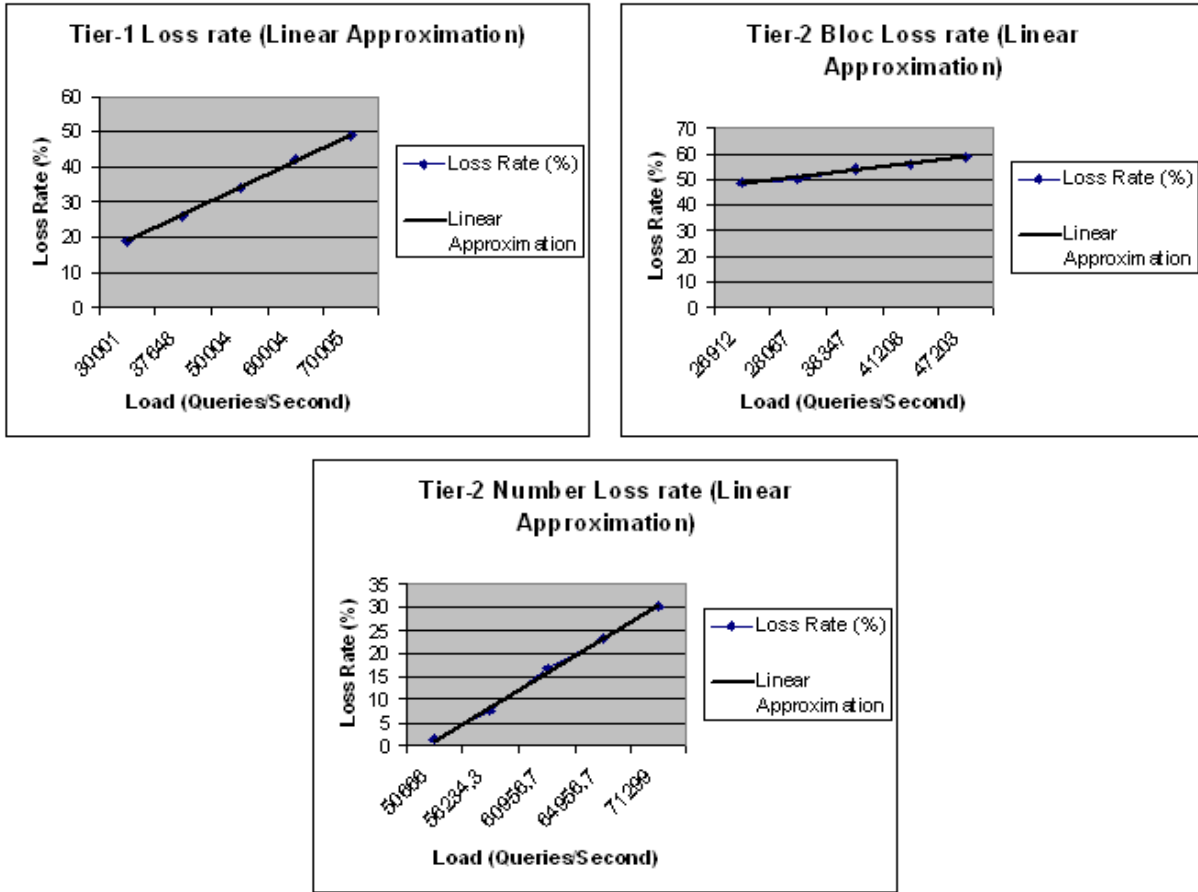 Tier-1 Loss rate (Linear Approximation)
Loss Rate (%)
60
50
40
30
20
10
0
30001
37648
50004
60004
70005
Load (Queries/Second)
Loss Rate (%)
Linear
Approximation
Tier-2 Bloc Loss rate (Linear
Approximation)
Loss Rate (%)
70
60
50
40
30
20
10
0
26912
28067
38347
41208
47203
Load (Queries/Second)
Loss Rate (%)
Linear
Approximation
Tier-2 Number Loss rate (Linear
Approximation)
Loss Rate (%)
35
30
25
20
15
10
5
0
50666
56234,3
60956,7
64956,7
71299
Load (Queries/Second)
Loss Rate (%)
Linear
Approximation